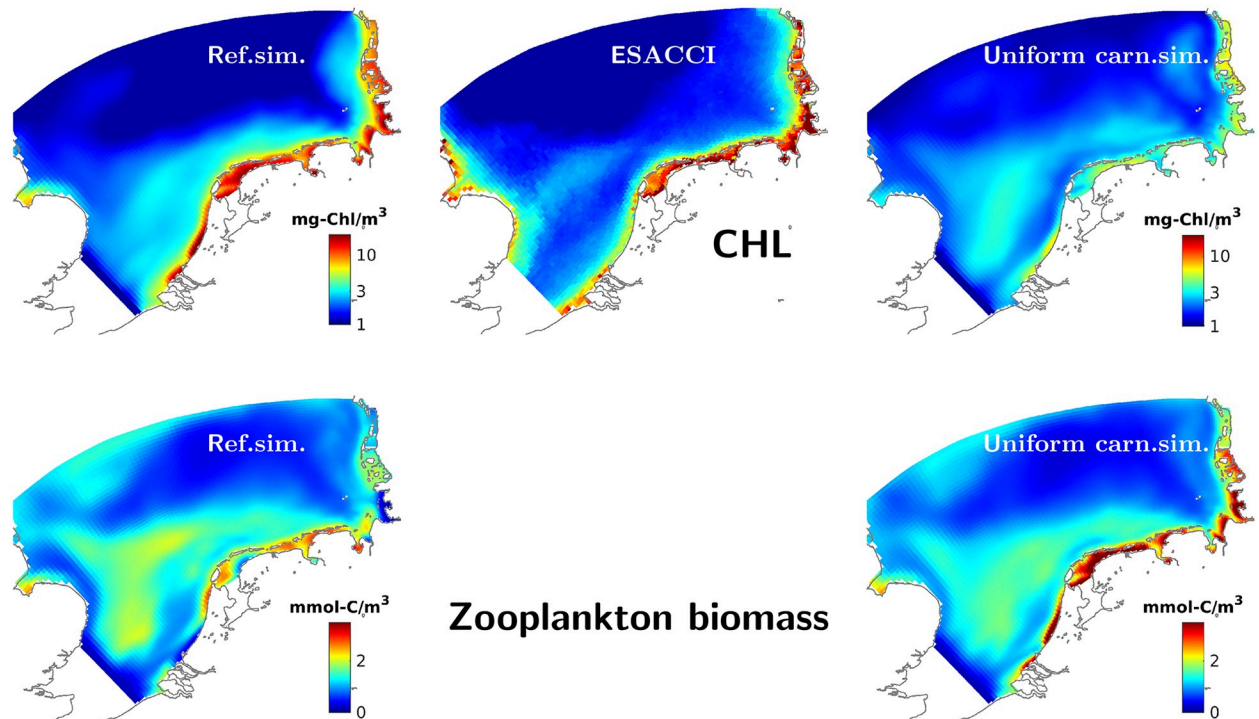 Ref.sim.
ESACCI
Uniform carn.sim.
mg-Chl/m³
10
3
1
CHL
mg-Chl/m³
10
3
1
Ref.sim.
Uniform carn.sim.
mmol-C/m³
2
0
Zooplankton biomass
mmol-C/m³
2
0